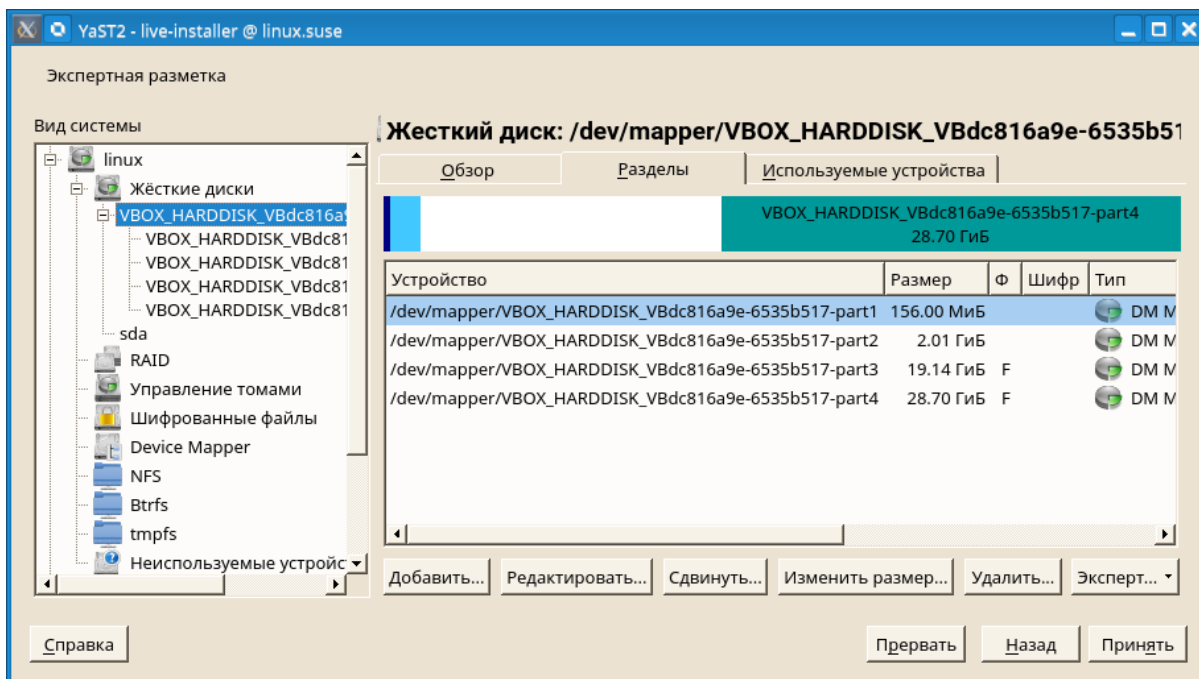 YaST2 - live-installer @ linux.suse
Экспертная разметка
Вид системы
linux
Жёсткие диски
VBOX_HARDDISK_VBdc816a9
VBOX_HARDDISK_VBdc81
VBOX_HARDDISK_VBdc81
VBOX_HARDDISK_VBdc81
VBOX_HARDDISK_VBdc81
sda
RAID
Управление томами
Шифрованные файлы
Device Mapper
NFS
Btrfs
tmpfs
Неиспользуемые устройс
Жесткий диск: /dev/mapper/VBOX_HARDDISK_VBdc816a9e-6535b51
Обзор Разделы Используемые устройства
VBOX_HARDDISK_VBdc816a9e-6535b517-part4
28.70 ГиБ
Устройство Размер Ф Шифр Тип
/dev/mapper/VBOX_HARDDISK_VBdc816a9e-6535b517-part1 156.00 МиБ DM M
/dev/mapper/VBOX_HARDDISK_VBdc816a9e-6535b517-part2 2.01 ГиБ DM M
/dev/mapper/VBOX_HARDDISK_VBdc816a9e-6535b517-part3 19.14 ГиБ F DM M
/dev/mapper/VBOX_HARDDISK_VBdc816a9e-6535b517-part4 28.70 ГиБ F DM M
Добавить... Редактировать... Сдвинуть... Изменить размер... Удалить... Эксперт...
Справка Прервать Назад Принять